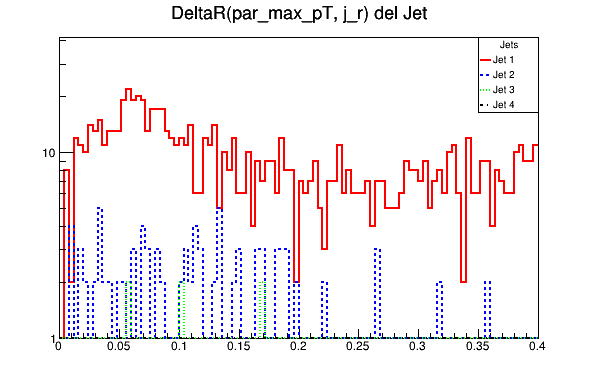 DeltaR(par_max_pT, j_r) del Jet
Jets
Jet 1
Jet 2
Jet 3
Jet 4
10
1
0 0.05 0.1 0.15 0.2 0.25 0.3 0.35 0.4